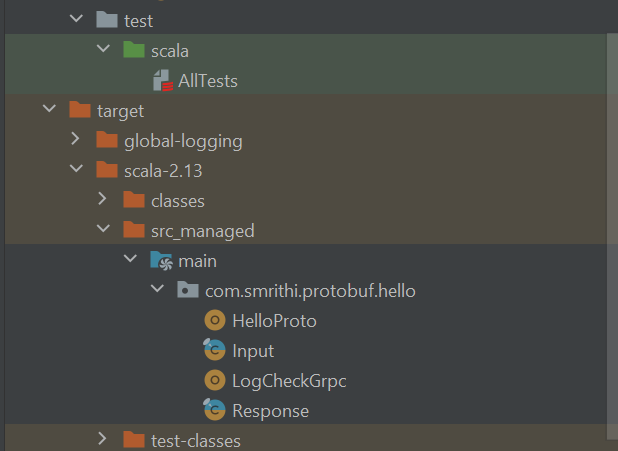 test
scala
AllTests
target
global-logging
scala-2.13
classes
src_managed
main
com.smrithi.protobuf.hello
HelloProto
Input
LogCheckGrpc
Response
test-classes